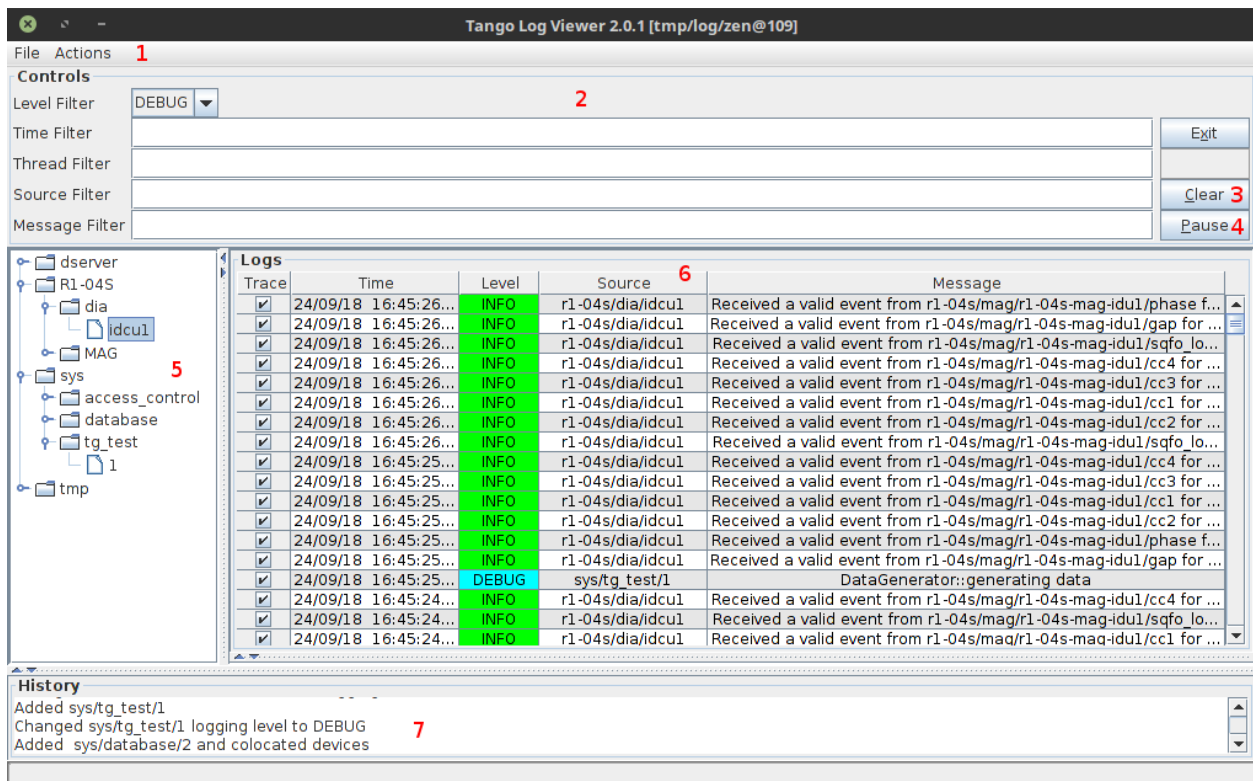 Tango Log Viewer 2.0.1 [tmp/log/zen@109]
File Actions 1
Controls
Level Filter DEBUG 2
Time Filter Exit
Thread Filter
Source Filter Clear 3
Message Filter Pause 4
dserver
R1-04S
dia
idcu1
MAG
sys 5
access_control
database
tg_test
1
tmp
Logs 6
Trace Time Level Source Message
24/09/18 16:45:26... INFO r1-04s/dia/idcu1 Received a valid event from r1-04s/mag/r1-04s-mag-idu1/phase f...
24/09/18 16:45:26... INFO r1-04s/dia/idcu1 Received a valid event from r1-04s/mag/r1-04s-mag-idu1/gap for ...
24/09/18 16:45:26... INFO r1-04s/dia/idcu1 Received a valid event from r1-04s/mag/r1-04s-mag-idu1/sqfo_lo...
24/09/18 16:45:26... INFO r1-04s/dia/idcu1 Received a valid event from r1-04s/mag/r1-04s-mag-idu1/cc4 for ...
24/09/18 16:45:26... INFO r1-04s/dia/idcu1 Received a valid event from r1-04s/mag/r1-04s-mag-idu1/cc3 for ...
24/09/18 16:45:26... INFO r1-04s/dia/idcu1 Received a valid event from r1-04s/mag/r1-04s-mag-idu1/cc1 for ...
24/09/18 16:45:26... INFO r1-04s/dia/idcu1 Received a valid event from r1-04s/mag/r1-04s-mag-idu1/cc2 for ...
24/09/18 16:45:26... INFO r1-04s/dia/idcu1 Received a valid event from r1-04s/mag/r1-04s-mag-idu1/sqfo_lo...
24/09/18 16:45:25... INFO r1-04s/dia/idcu1 Received a valid event from r1-04s/mag/r1-04s-mag-idu1/cc4 for ...
24/09/18 16:45:25... INFO r1-04s/dia/idcu1 Received a valid event from r1-04s/mag/r1-04s-mag-idu1/cc3 for ...
24/09/18 16:45:25... INFO r1-04s/dia/idcu1 Received a valid event from r1-04s/mag/r1-04s-mag-idu1/cc1 for ...
24/09/18 16:45:25... INFO r1-04s/dia/idcu1 Received a valid event from r1-04s/mag/r1-04s-mag-idu1/cc2 for ...
24/09/18 16:45:25... INFO r1-04s/dia/idcu1 Received a valid event from r1-04s/mag/r1-04s-mag-idu1/phase f...
24/09/18 16:45:25... INFO r1-04s/dia/idcu1 Received a valid event from r1-04s/mag/r1-04s-mag-idu1/gap for ...
24/09/18 16:45:25... DEBUG sys/tg_test/1 DataGenerator::generating data
24/09/18 16:45:24... INFO r1-04s/dia/idcu1 Received a valid event from r1-04s/mag/r1-04s-mag-idu1/cc4 for ...
24/09/18 16:45:24... INFO r1-04s/dia/idcu1 Received a valid event from r1-04s/mag/r1-04s-mag-idu1/sqfo_lo...
24/09/18 16:45:24... INFO r1-04s/dia/idcu1 Received a valid event from r1-04s/mag/r1-04s-mag-idu1/cc1 for ...
History
Added sys/tg_test/1
Changed sys/tg_test/1 logging level to DEBUG 7
Added sys/database/2 and colocated devices